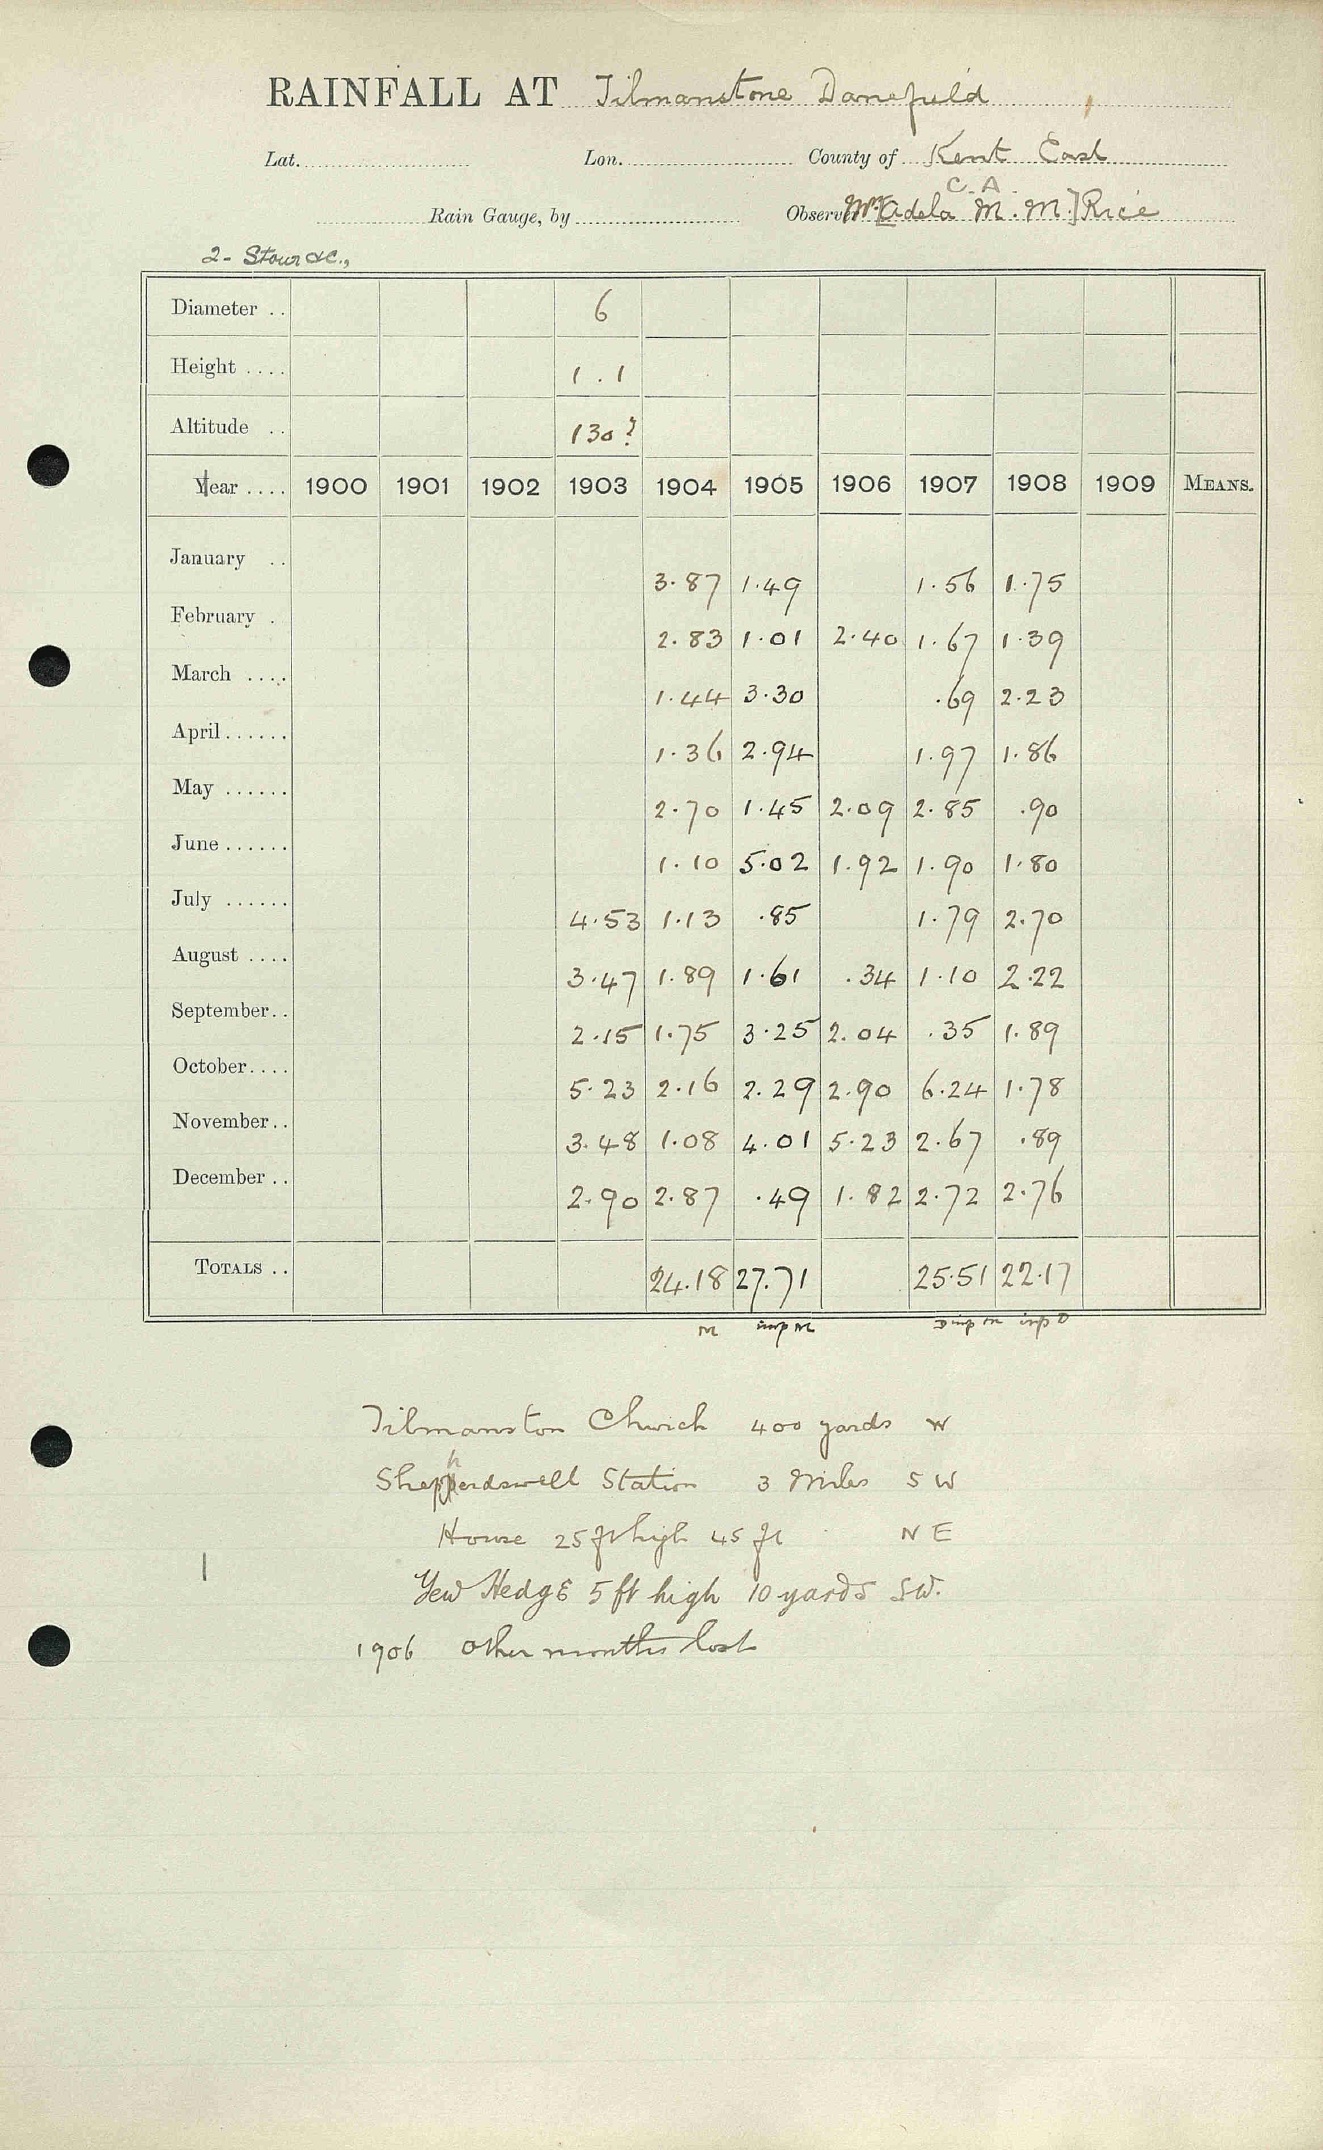 RAINFALL AT Tilmanstone Danefield
Lat. Lon. County of Kent East
C. A.
Rain Gauge, by Observer Mrs [Adela M. M.] Rice
2 - Stour &c.,
Diameter .. 6
Height .... 1 . 1
Altitude .. 130?
Year .... 1900 1901 1902 1903 1904 1905 1906 1907 1908 1909 MEANS.
January .. 3.87 1.49 1.56 1.75
February . 2.83 1.01 2.40 1.67 1.39
March .... 1.44 3.30 .69 2.23
April ...... 1.36 2.94 1.97 1.86
May ...... 2.70 1.45 2.09 2.85 .90
June ...... 1.10 5.02 1.92 1.90 1.80
July ...... 4.53 1.13 .85 1.79 2.70
August .... 3.47 1.89 1.61 .34 1.10 2.22
September.. 2.15 1.75 3.25 2.04 .35 1.89
October.... 5.23 2.16 2.29 2.90 6.24 1.78
November.. 3.48 1.08 4.01 5.23 2.67 .89
December .. 2.90 2.87 .49 1.82 2.72 2.76
TOTALS .. 24.18 27.71 25.51 22.17
M imp M D imp M imp D
Tilmanston Church 400 yards W
Shepherdswell Station 3 Miles S W
House 25 ft high 45 ft N E
Yew Hedge 5 ft high 10 yards SW.
1906 other months lost